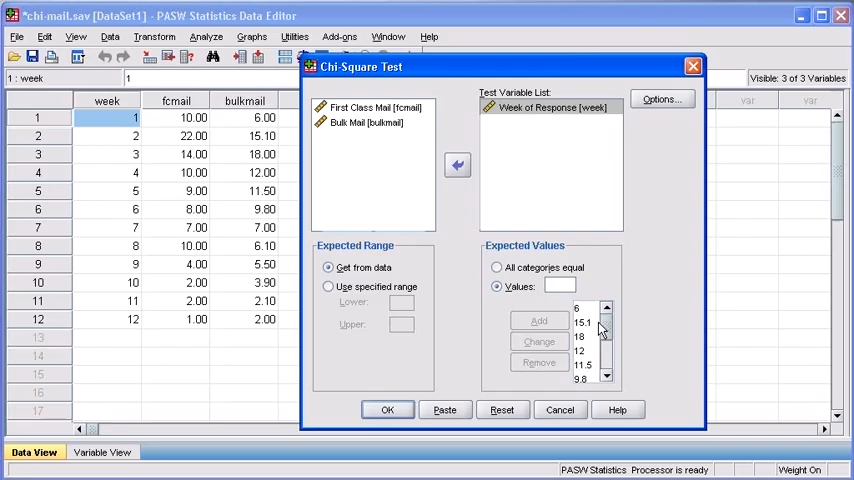 *chi-mail.sav [DataSet1] - PASW Statistics Data Editor
File Edit View Data Transform Analyze Graphs Utilities Add-ons Window Help
1 : week 1 Visible: 3 of 3 Variables
week fcmail bulkmail var var
1 1 10.00 6.00
2 2 22.00 15.10
3 3 14.00 18.00
4 4 10.00 12.00
5 5 9.00 11.50
6 6 8.00 9.80
7 7 7.00 7.00
8 8 10.00 6.10
9 9 4.00 5.50
10 10 2.00 3.90
11 11 2.00 2.10
12 12 1.00 2.00
13
14
15
16
17
Chi-Square Test
First Class Mail [fcmail]
Bulk Mail [bulkmail]
Test Variable List:
Week of Response [week]
Options...
Expected Range
Get from data
Use specified range
Lower:
Upper:
Expected Values
All categories equal
Values:
Add
Change
Remove
6
15.1
18
12
11.5
9.8
OK Paste Reset Cancel Help
Data View Variable View
PASW Statistics Processor is ready Weight On